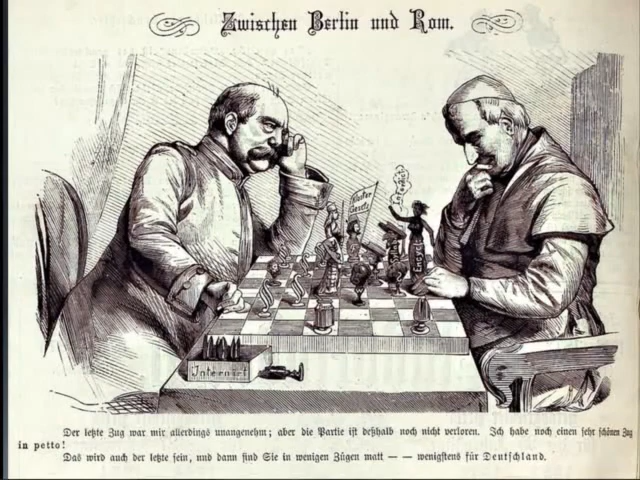 Zwischen Berlin und Rom.
Internirt
Der letzte Zug war mir allerdings unangenehm; aber die Partie ist deßhalb noch nicht verloren. Ich habe noch einen sehr schönen Zug
in petto!
Das wird auch der letzte sein, und dann sind Sie in wenigen Zügen matt — — wenigstens für Deutschland.